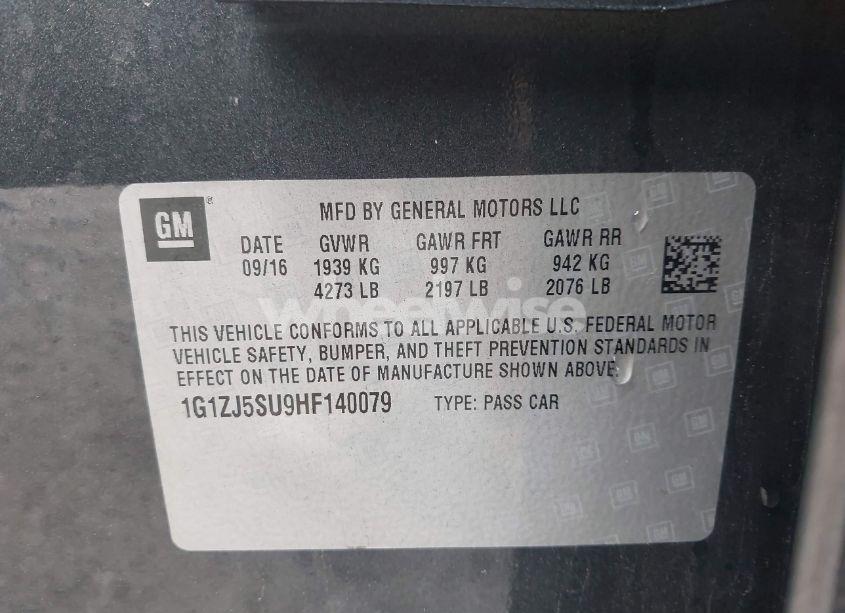 GM®
MFD BY GENERAL MOTORS LLC
DATE GVWR GAWR FRT GAWR RR
09/16 1939 KG 997 KG 942 KG
4273 LB 2197 LB 2076 LB
wheelwise
THIS VEHICLE CONFORMS TO ALL APPLICABLE U.S. FEDERAL MOTOR
VEHICLE SAFETY, BUMPER, AND THEFT PREVENTION STANDARDS IN
EFFECT ON THE DATE OF MANUFACTURE SHOWN ABOVE.
1G1ZJ5SU9HF140079 TYPE: PASS CAR